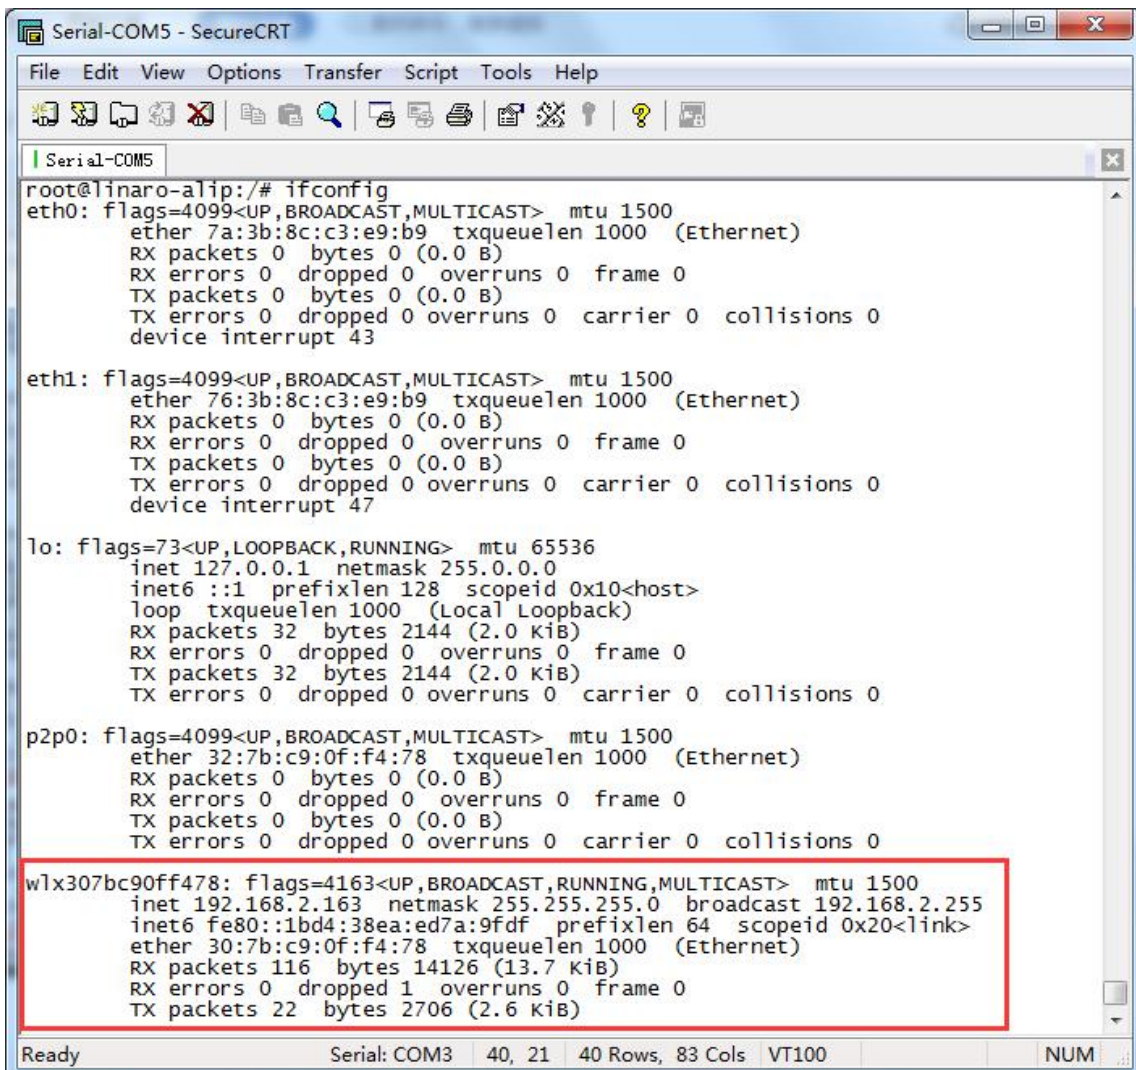 Serial-COM5 - SecureCRT
File Edit View Options Transfer Script Tools Help
Serial-COM5
root@linaro-alip:/# ifconfig
eth0: flags=4099<UP,BROADCAST,MULTICAST>  mtu 1500
        ether 7a:3b:8c:c3:e9:b9  txqueuelen 1000  (Ethernet)
        RX packets 0  bytes 0 (0.0 B)
        RX errors 0  dropped 0  overruns 0  frame 0
        TX packets 0  bytes 0 (0.0 B)
        TX errors 0  dropped 0 overruns 0  carrier 0  collisions 0
        device interrupt 43
eth1: flags=4099<UP,BROADCAST,MULTICAST>  mtu 1500
        ether 76:3b:8c:c3:e9:b9  txqueuelen 1000  (Ethernet)
        RX packets 0  bytes 0 (0.0 B)
        RX errors 0  dropped 0  overruns 0  frame 0
        TX packets 0  bytes 0 (0.0 B)
        TX errors 0  dropped 0 overruns 0  carrier 0  collisions 0
        device interrupt 47
lo: flags=73<UP,LOOPBACK,RUNNING>  mtu 65536
        inet 127.0.0.1  netmask 255.0.0.0
        inet6 ::1  prefixlen 128  scopeid 0x10<host>
        loop  txqueuelen 1000  (Local Loopback)
        RX packets 32  bytes 2144 (2.0 KiB)
        RX errors 0  dropped 0  overruns 0  frame 0
        TX packets 32  bytes 2144 (2.0 KiB)
        TX errors 0  dropped 0 overruns 0  carrier 0  collisions 0
p2p0: flags=4099<UP,BROADCAST,MULTICAST>  mtu 1500
        ether 32:7b:c9:0f:f4:78  txqueuelen 1000  (Ethernet)
        RX packets 0  bytes 0 (0.0 B)
        RX errors 0  dropped 0  overruns 0  frame 0
        TX packets 0  bytes 0 (0.0 B)
        TX errors 0  dropped 0 overruns 0  carrier 0  collisions 0
wlx307bc90ff478: flags=4163<UP,BROADCAST,RUNNING,MULTICAST>  mtu 1500
        inet 192.168.2.163  netmask 255.255.255.0  broadcast 192.168.2.255
        inet6 fe80::1bd4:38ea:ed7a:9fdf  prefixlen 64  scopeid 0x20<link>
        ether 30:7b:c9:0f:f4:78  txqueuelen 1000  (Ethernet)
        RX packets 116  bytes 14126 (13.7 KiB)
        RX errors 0  dropped 1  overruns 0  frame 0
        TX packets 22  bytes 2706 (2.6 KiB)
Ready Serial: COM3 40, 21 40 Rows, 83 Cols VT100 NUM